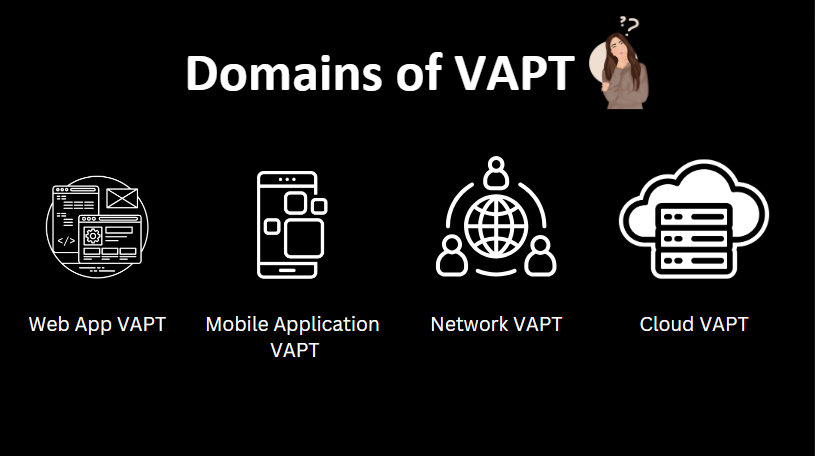 Domains of VAPT
??
</>
Web App VAPT
Mobile Application
VAPT
Network VAPT
Cloud VAPT